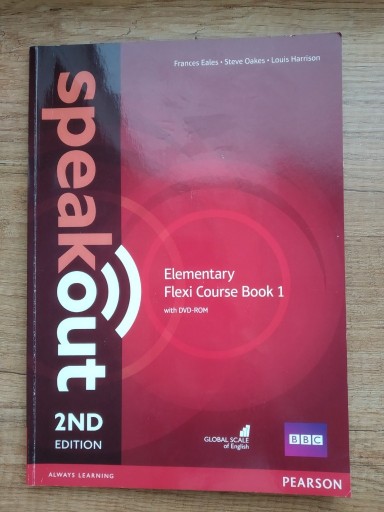 Frances Eales • Steve Oakes • Louis Harrison
speakout
Elementary
Flexi Course Book 1
with DVD-ROM
2ND
EDITION
GLOBAL SCALE
of English
BBC
ALWAYS LEARNING
PEARSON